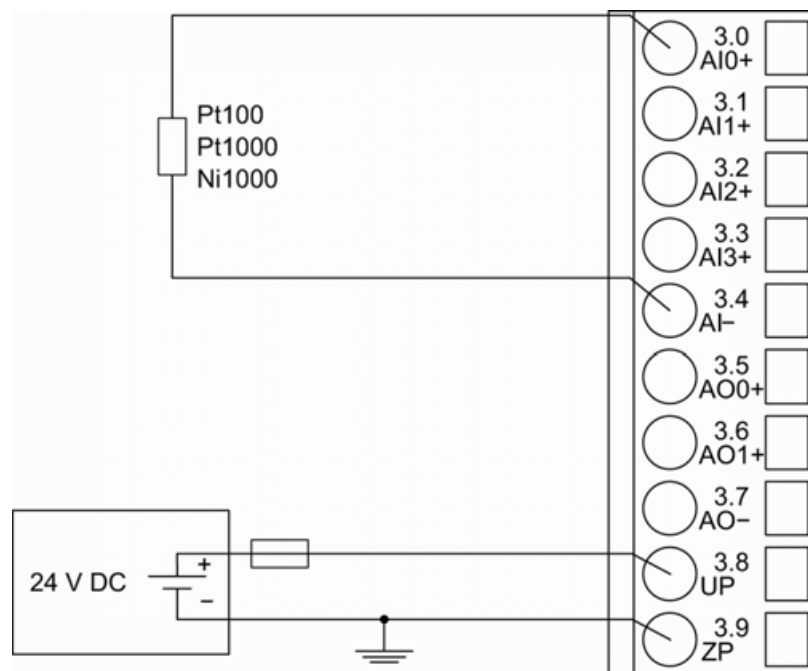 3.0
AI0+
Pt100
Pt1000
Ni1000
3.1
AI1+
3.2
AI2+
3.3
AI3+
3.4
AI−
3.5
AO0+
3.6
AO1+
3.7
AO−
24 V DC
+
−
3.8
UP
3.9
ZP